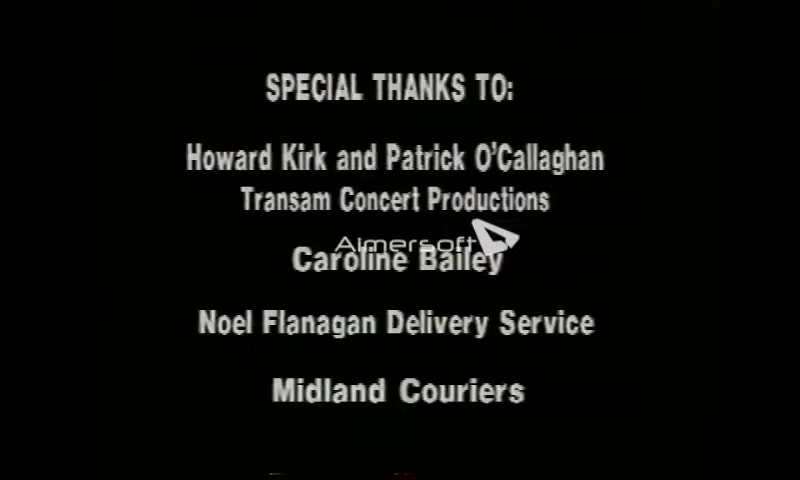 SPECIAL THANKS TO:
Howard Kirk and Patrick O'Callaghan
Transam Concert Productions
Aimersoft
Caroline Bailey
Noel Flanagan Delivery Service
Midland Couriers